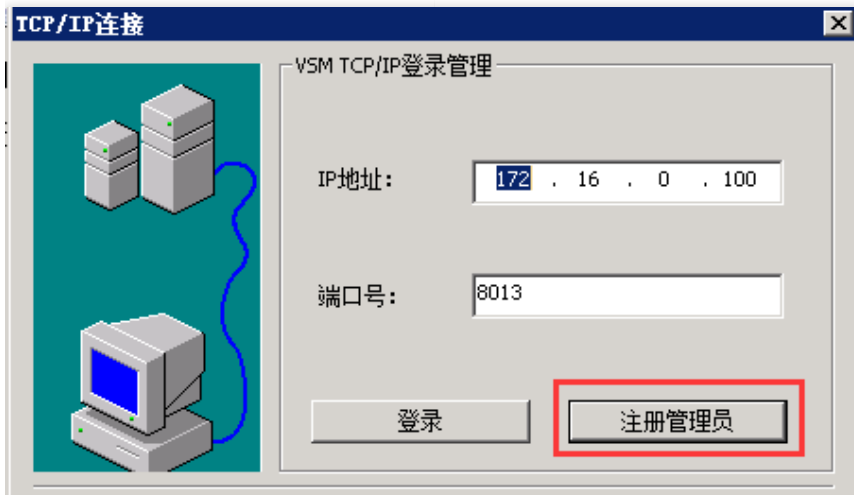 TCP/IP连接
VSM TCP/IP登录管理
IP地址: 172 . 16 . 0 . 100
端口号: 8013
登录 注册管理员